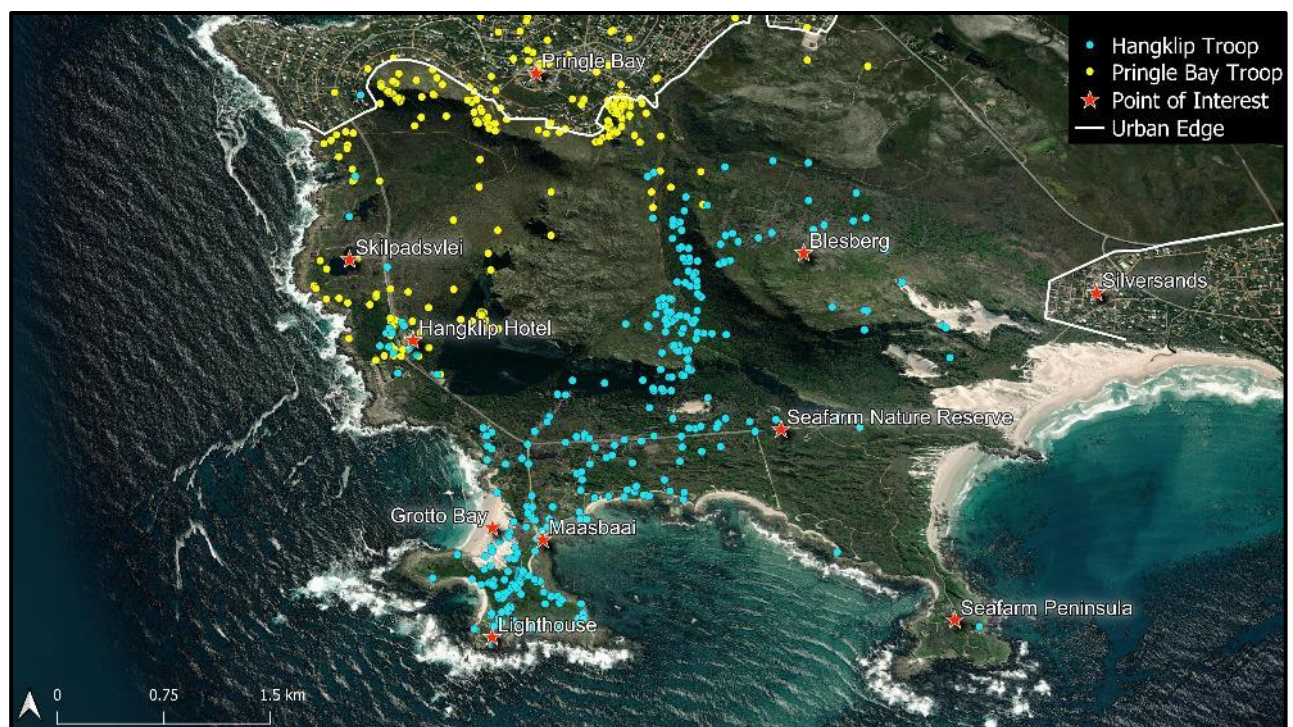 Hangklip Troop
Pringle Bay Troop
Point of Interest
Urban Edge
Pringle Bay
Skilpadsvlei
Blesberg
Silversands
Hangklip Hotel
Seafarm Nature Reserve
Grotto Bay
Maasbaai
Seafarm Peninsula
Lighthouse
0 0.75 1.5 km